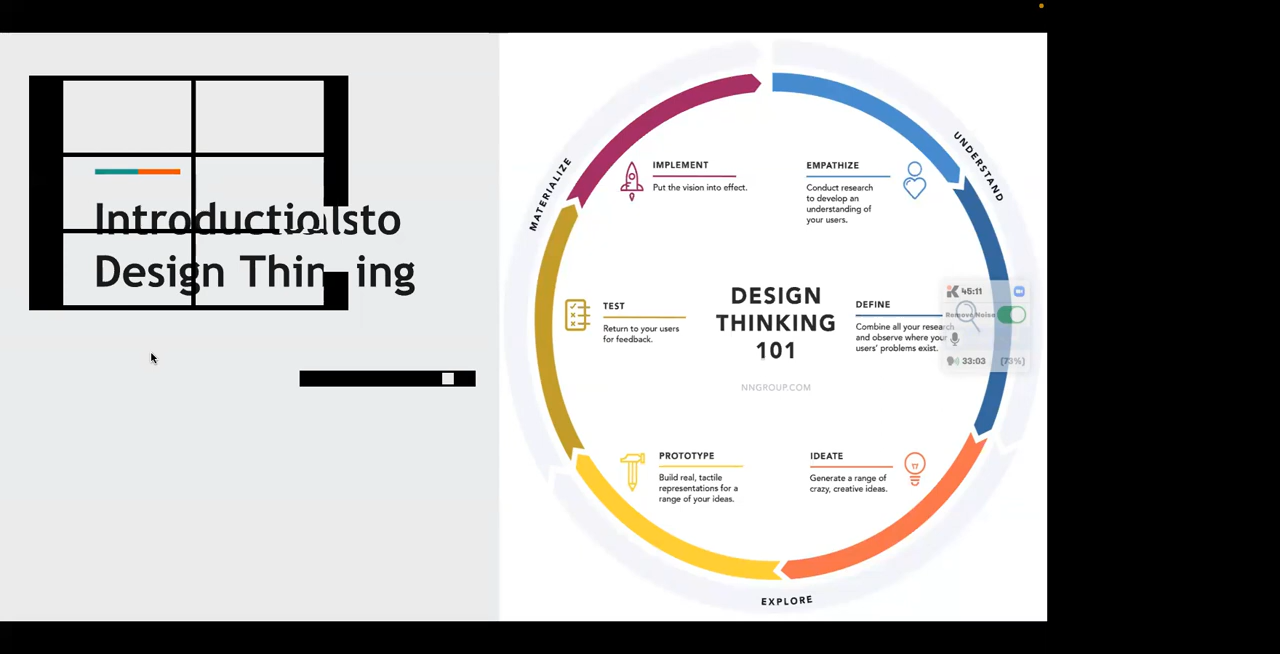 Introductio sto
Design Thin ing
MATERIALIZE
UNDERSTAND
EXPLORE
IMPLEMENT
Put the vision into effect.
EMPATHIZE
Conduct research
to develop an
understanding of
your users.
TEST
Return to your users
for feedback.
DESIGN
THINKING
101
NNGROUP.COM
DEFINE
Combine all your research
and observe where your
users' problems exist.
45:11
Remove Noise
33:03 (73%)
PROTOTYPE
Build real, tactile
representations for a
range of your ideas.
IDEATE
Generate a range of
crazy, creative ideas.